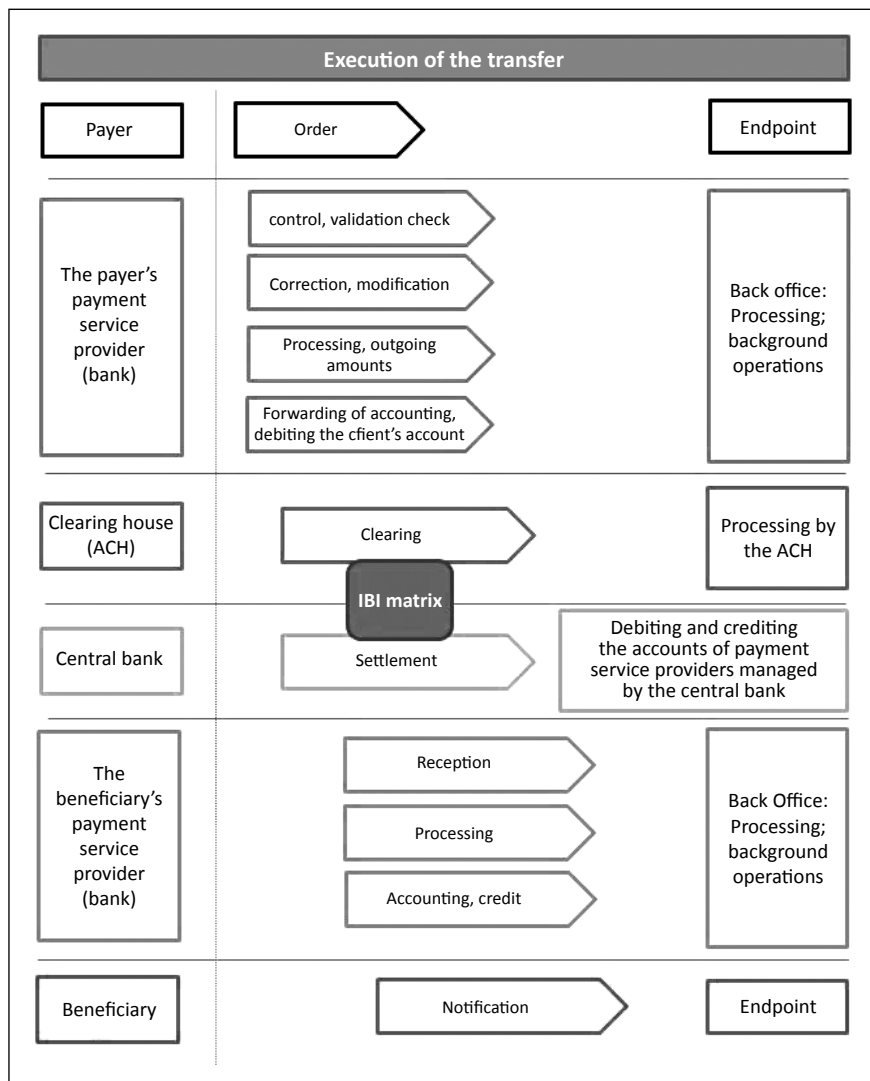 Execution of the transfer
Payer
Order
Endpoint
The payer's
payment
service
provider
(bank)
control, validation check
Correction, modification
Processing, outgoing
amounts
Forwarding of accounting,
debiting the client's account
Back office:
Processing;
background
operations
Clearing house
(ACH)
Clearing
Processing by
the ACH
IBI matrix
Central bank
Settlement
Debiting and crediting
the accounts of payment
service providers managed
by the central bank
The
beneficiary's
payment
service
provider
(bank)
Reception
Processing
Accounting, credit
Back Office:
Processing;
background
operations
Beneficiary
Notification
Endpoint